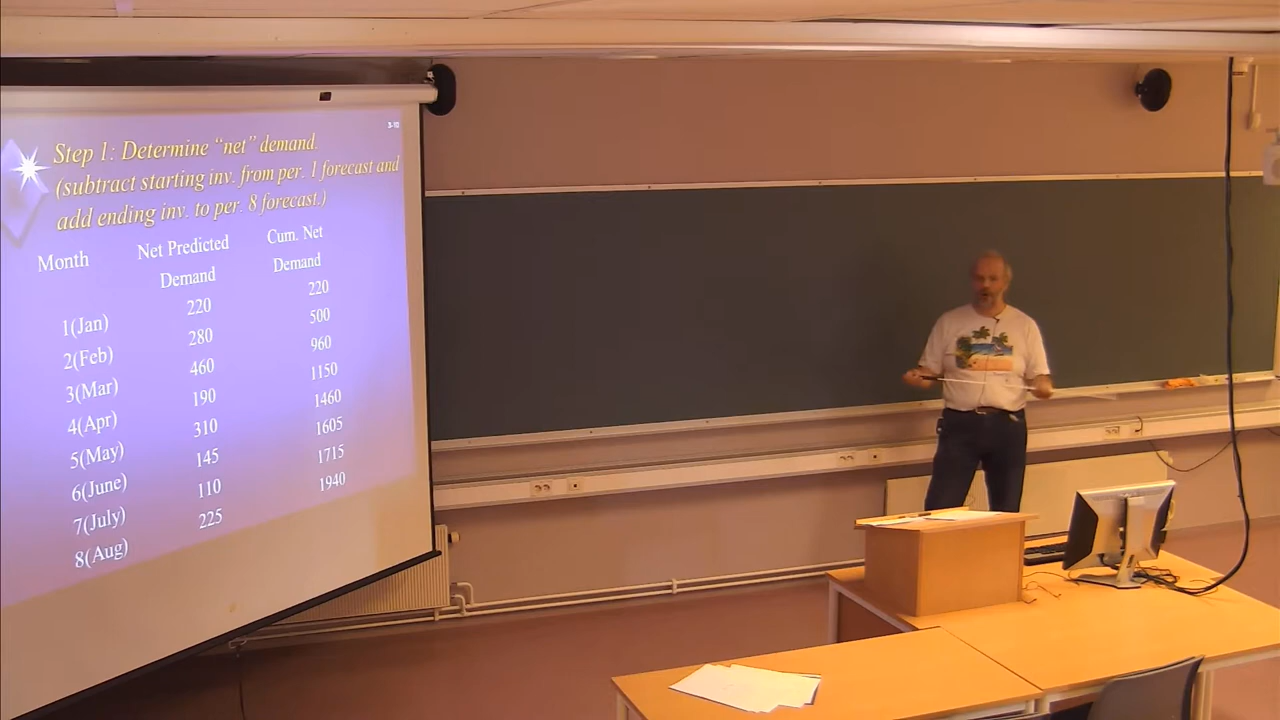 3-10
Step 1: Determine “net” demand.
(subtract starting inv. from per. 1 forecast and
add ending inv. to per. 8 forecast.)
Month Net Predicted Cum. Net
Demand Demand
1(Jan) 220 220
2(Feb) 280 500
3(Mar) 460 960
4(Apr) 190 1150
5(May) 310 1460
6(June) 145 1605
7(July) 110 1715
8(Aug) 225 1940